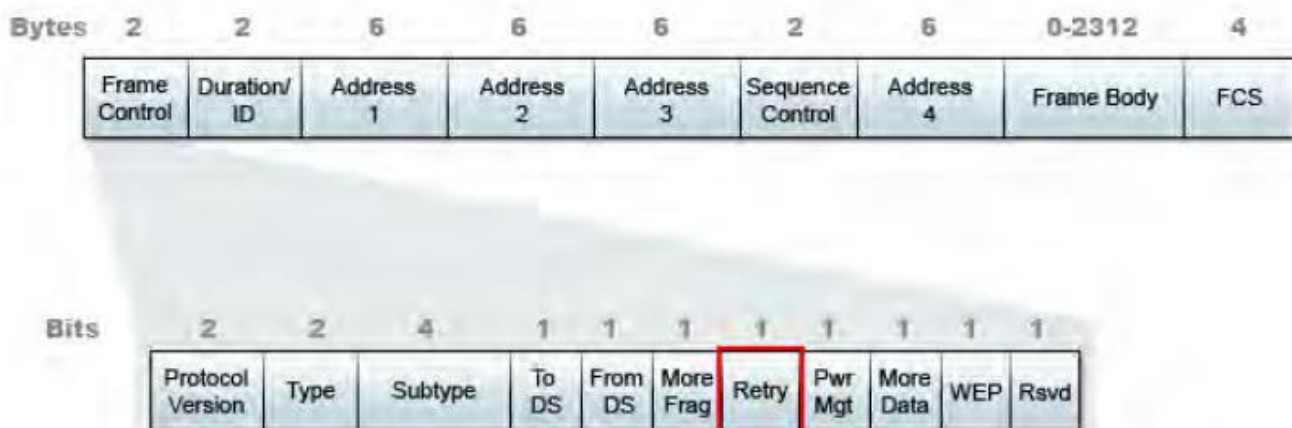 Bytes 2 2 6 6 6 2 6 0-2312 4
Frame Control Duration/ ID Address 1 Address 2 Address 3 Sequence Control Address 4 Frame Body FCS
Bits 2 2 4 1 1 1 1 1 1 1 1
Protocol Version Type Subtype To DS From DS More Frag Retry Pwr Mgt More Data WEP Rsvd